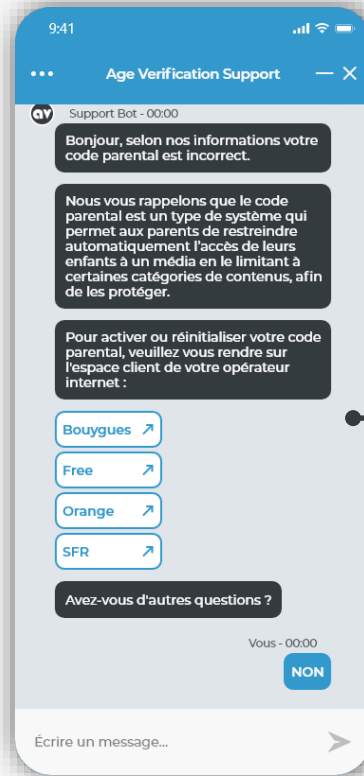 9:41
Age Verification Support
av
Support Bot - 00:00
Bonjour, selon nos informations votre
code parental est incorrect.
Nous vous rappelons que le code
parental est un type de système qui
permet aux parents de restreindre
automatiquement l'accès de leurs
enfants à un média en le limitant à
certaines catégories de contenus, afin
de les protéger.
Pour activer ou réinitialiser votre code
parental, veuillez vous rendre sur
l'espace client de votre opérateur
internet :
Bouygues
Free
Orange
SFR
Avez-vous d'autres questions ?
Vous - 00:00
NON
Écrire un message...